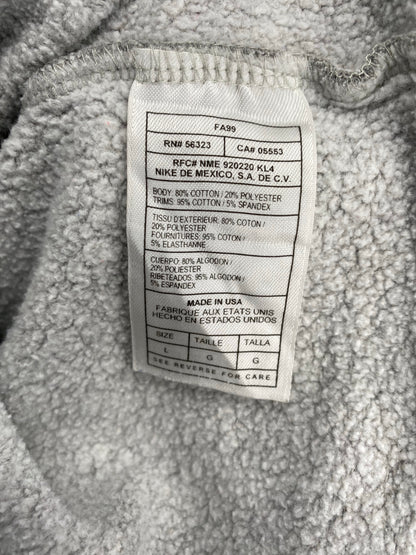 FA99
RN# 56323 CA# 05553
RFC# NME 920220 KL4
NIKE DE MEXICO, S.A. DE C.V.
BODY: 80% COTTON / 20% POLYESTER
TRIMS: 95% COTTON / 5% SPANDEX
TISSU D'EXTERIEUR: 80% COTON
/ 20% POLYESTER
FOURNITURES: 95% COTON /
5% ELASTHANNE
CUERPO: 80% ALGODON /
20% POLIESTER
RIBETEADOS: 95% ALGODON /
5% ESPANDEX
MADE IN USA
FABRIQUE AUX ETATS UNIS
HECHO EN ESTADOS UNIDOS
SIZE TAILLE TALLA
L G G
SEE REVERSE FOR CARE